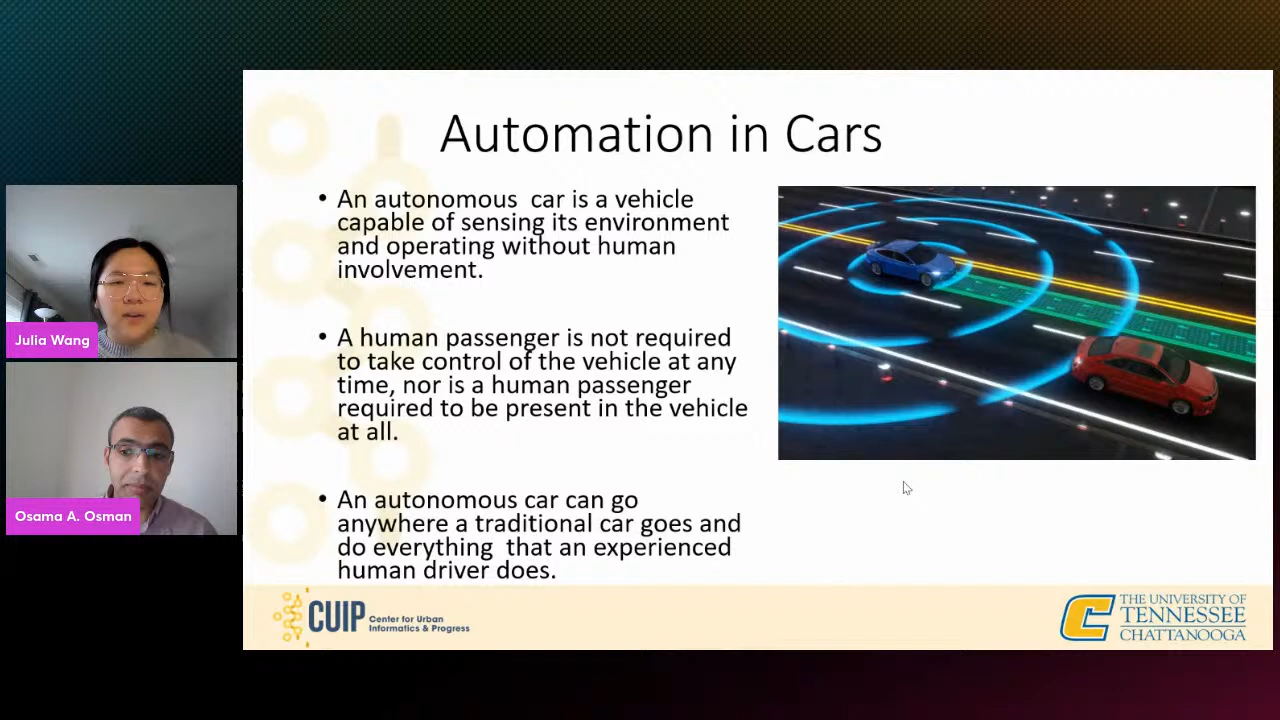 Automation in Cars
• An autonomous  car is a vehicle
capable of sensing its environment
and operating without human
involvement.
• A human passenger is not required
to take control of the vehicle at any
time, nor is a human passenger
required to be present in the vehicle
at all.
• An autonomous car can go
anywhere a traditional car goes and
do everything  that an experienced
human driver does.
Julia Wang
Osama A. Osman
CUIP Center for Urban
Informatics & Progress
THE UNIVERSITY OF
TENNESSEE
CHATTANOOGA